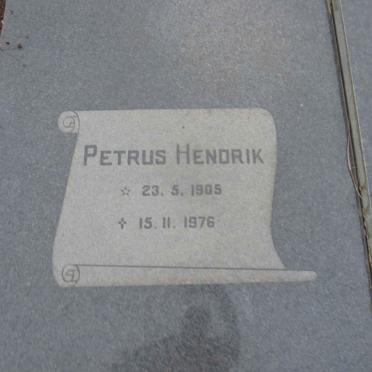 PETRUS HENDRIK
☆ 23. 5. 1905
✝ 15. 11. 1976